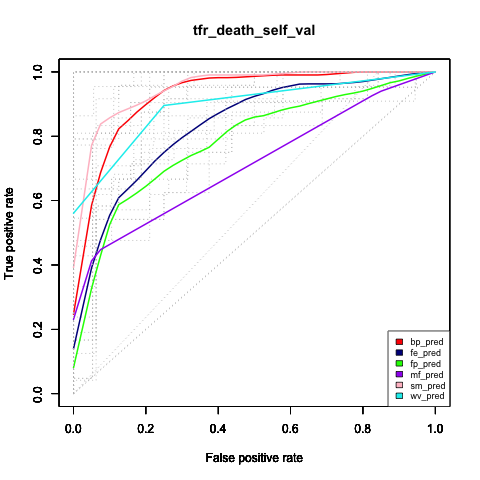 tfr_death_self_val
True positive rate
1.0
0.8
0.6
0.4
0.2
0.0
0.0 0.2 0.4 0.6 0.8 1.0
False positive rate
bp_pred
fe_pred
fp_pred
mf_pred
sm_pred
wv_pred